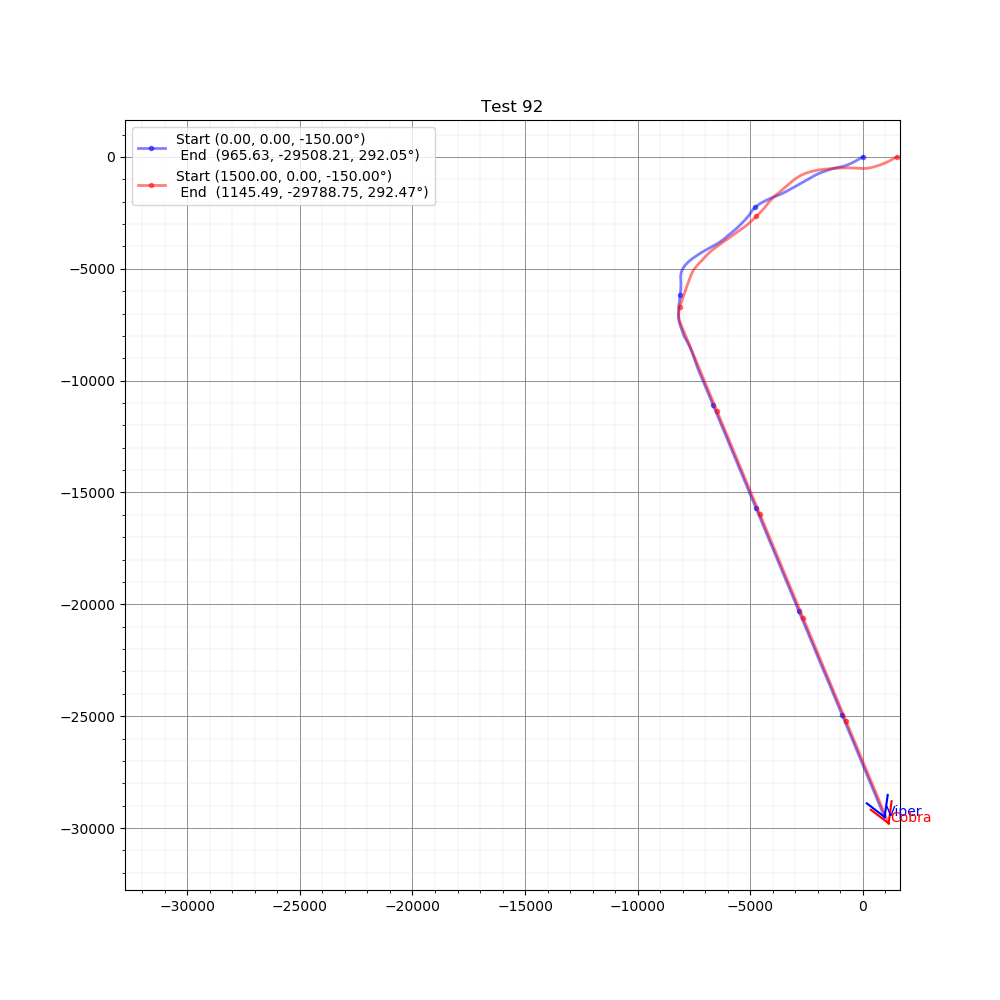 Test 92
Start (0.00, 0.00, -150.00°)
End (965.63, -29508.21, 292.05°)
Start (1500.00, 0.00, -150.00°)
End (1145.49, -29788.75, 292.47°)
0
−5000
−10000
−15000
−20000
−25000
−30000
Viper
Cobra
−30000 −25000 −20000 −15000 −10000 −5000 0